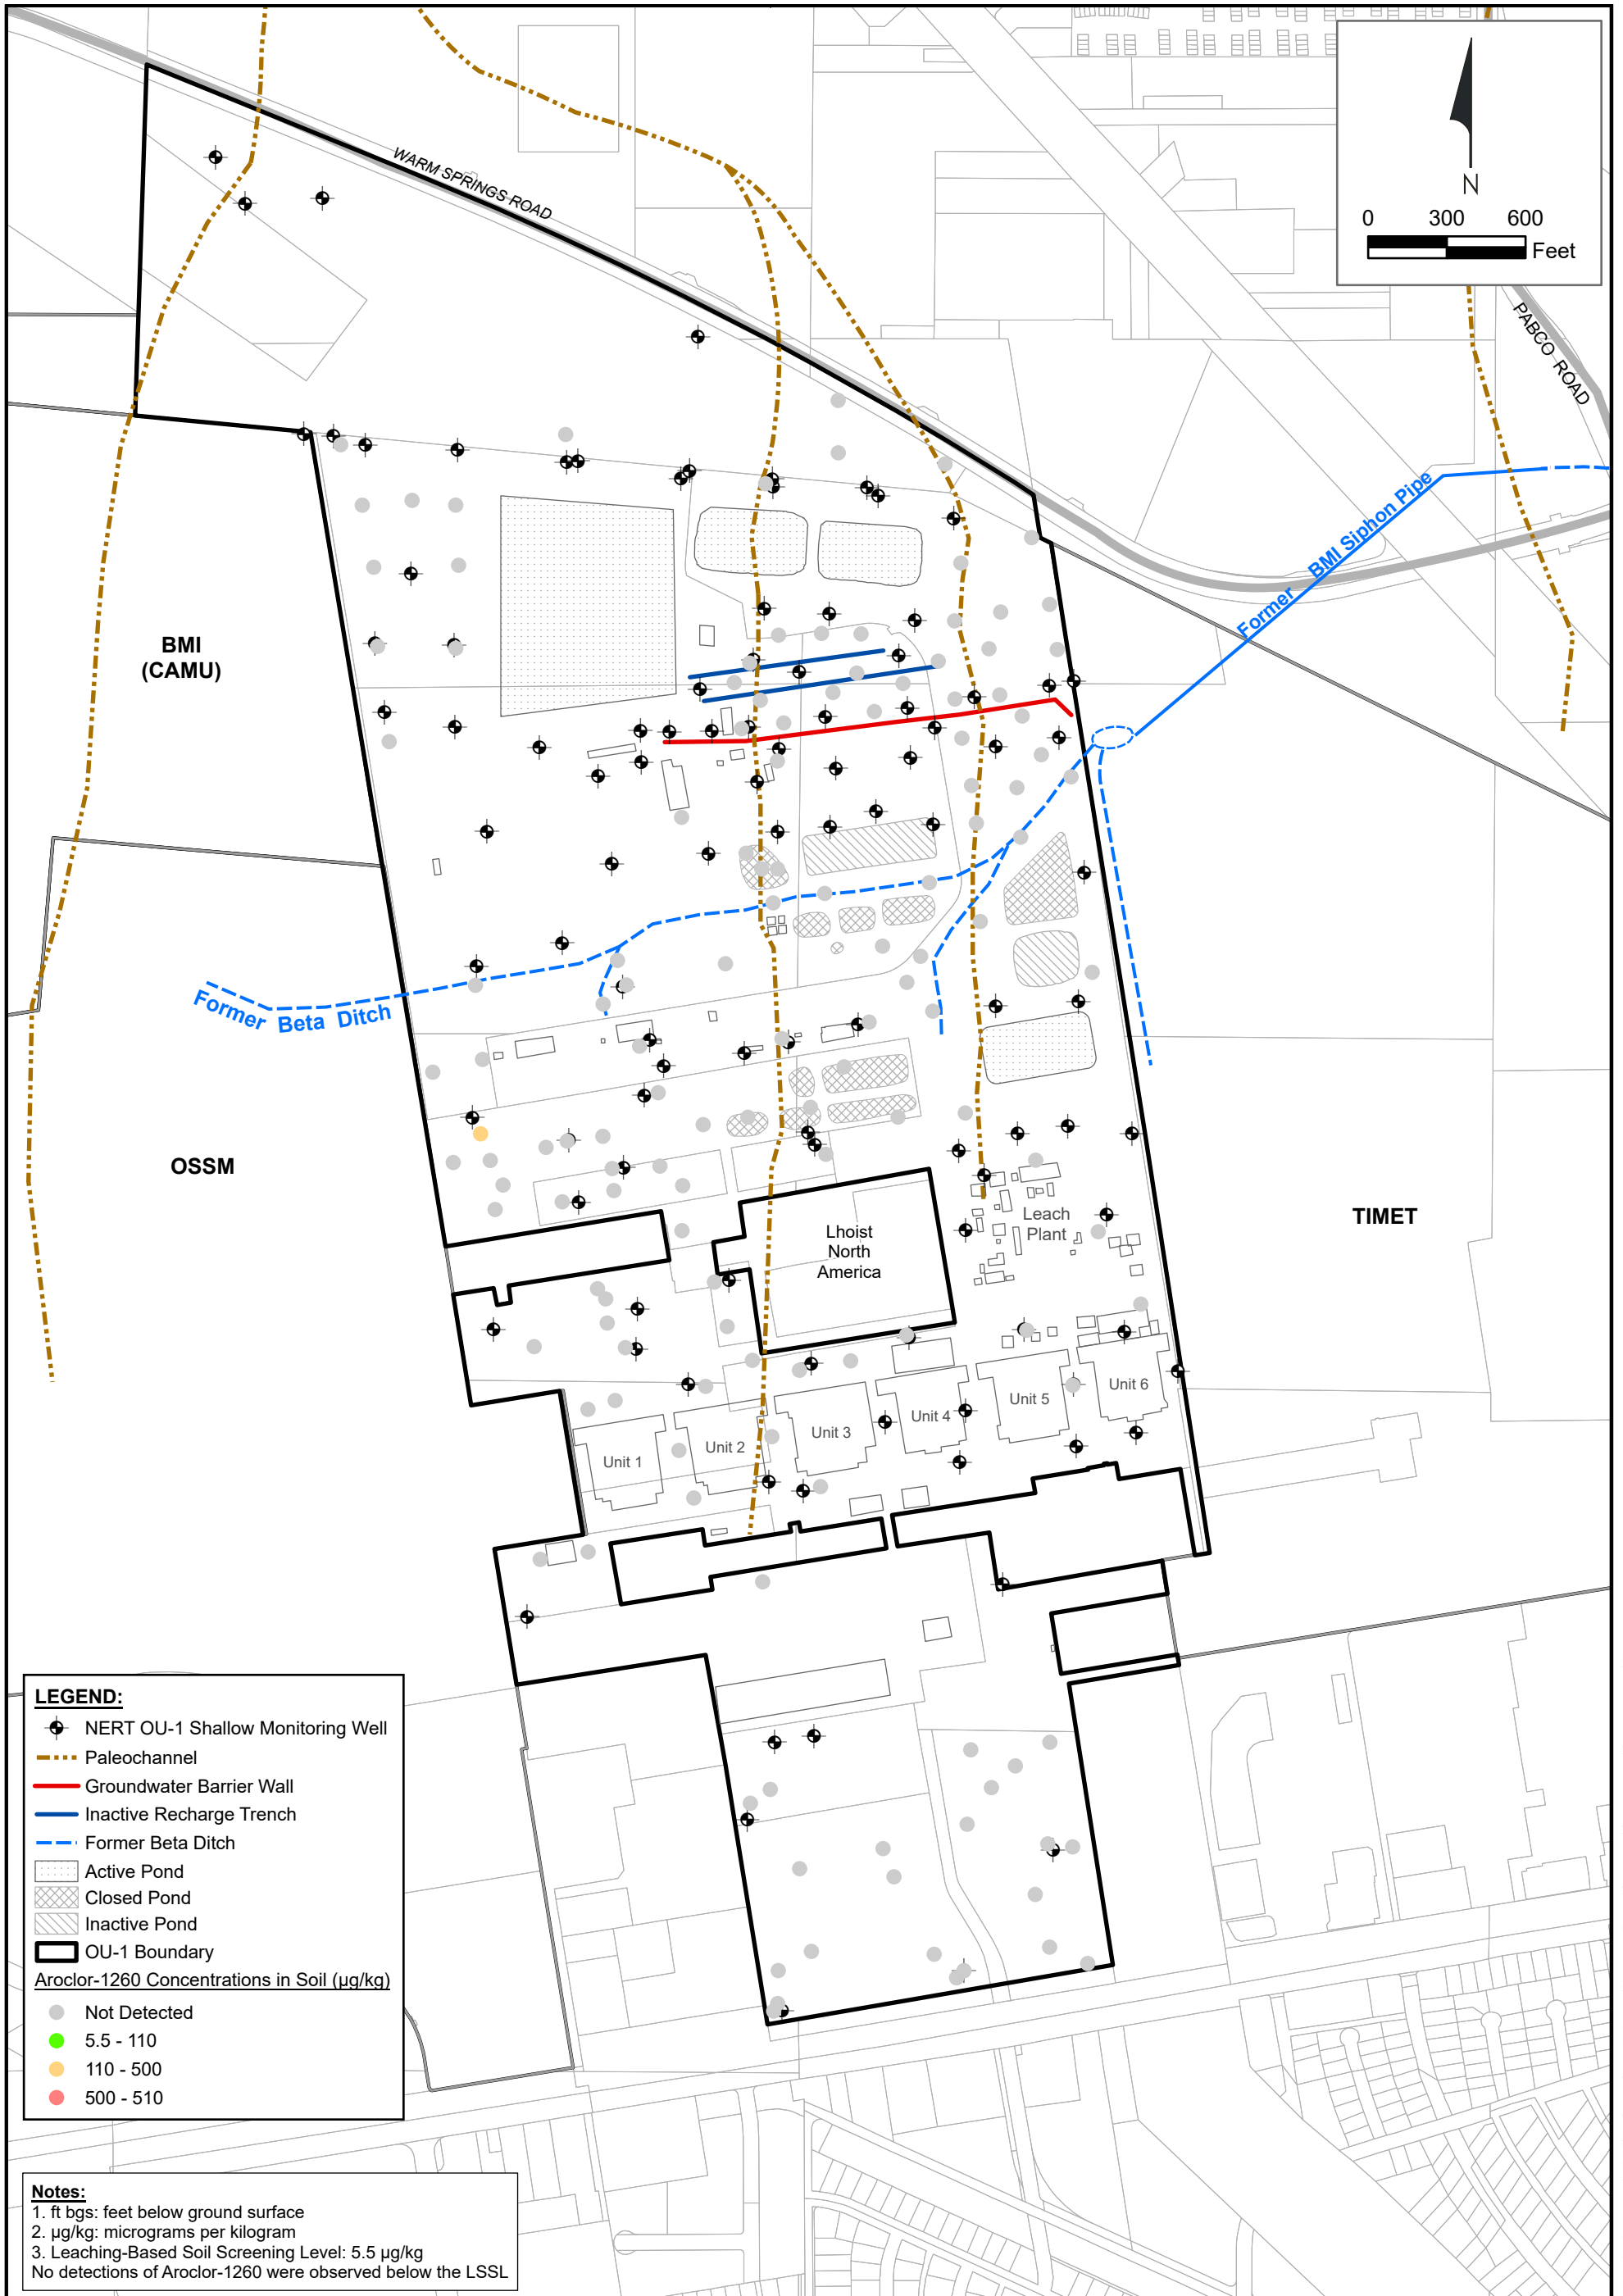 WARM SPRINGS ROAD
N
0 300 600
Feet
PABCO ROAD
Former BMI Siphon Pipe
BMI
(CAMU)
Former Beta Ditch
OSSM
TIMET
Lhoist
North
America
Leach
Plant
Unit 1
Unit 2
Unit 3
Unit 4
Unit 5
Unit 6
LEGEND:
NERT OU-1 Shallow Monitoring Well
Paleochannel
Groundwater Barrier Wall
Inactive Recharge Trench
Former Beta Ditch
Active Pond
Closed Pond
Inactive Pond
OU-1 Boundary
Aroclor-1260 Concentrations in Soil (µg/kg)
Not Detected
5.5 - 110
110 - 500
500 - 510
Notes:
1. ft bgs: feet below ground surface
2. µg/kg: micrograms per kilogram
3. Leaching-Based Soil Screening Level: 5.5 µg/kg
No detections of Aroclor-1260 were observed below the LSSL